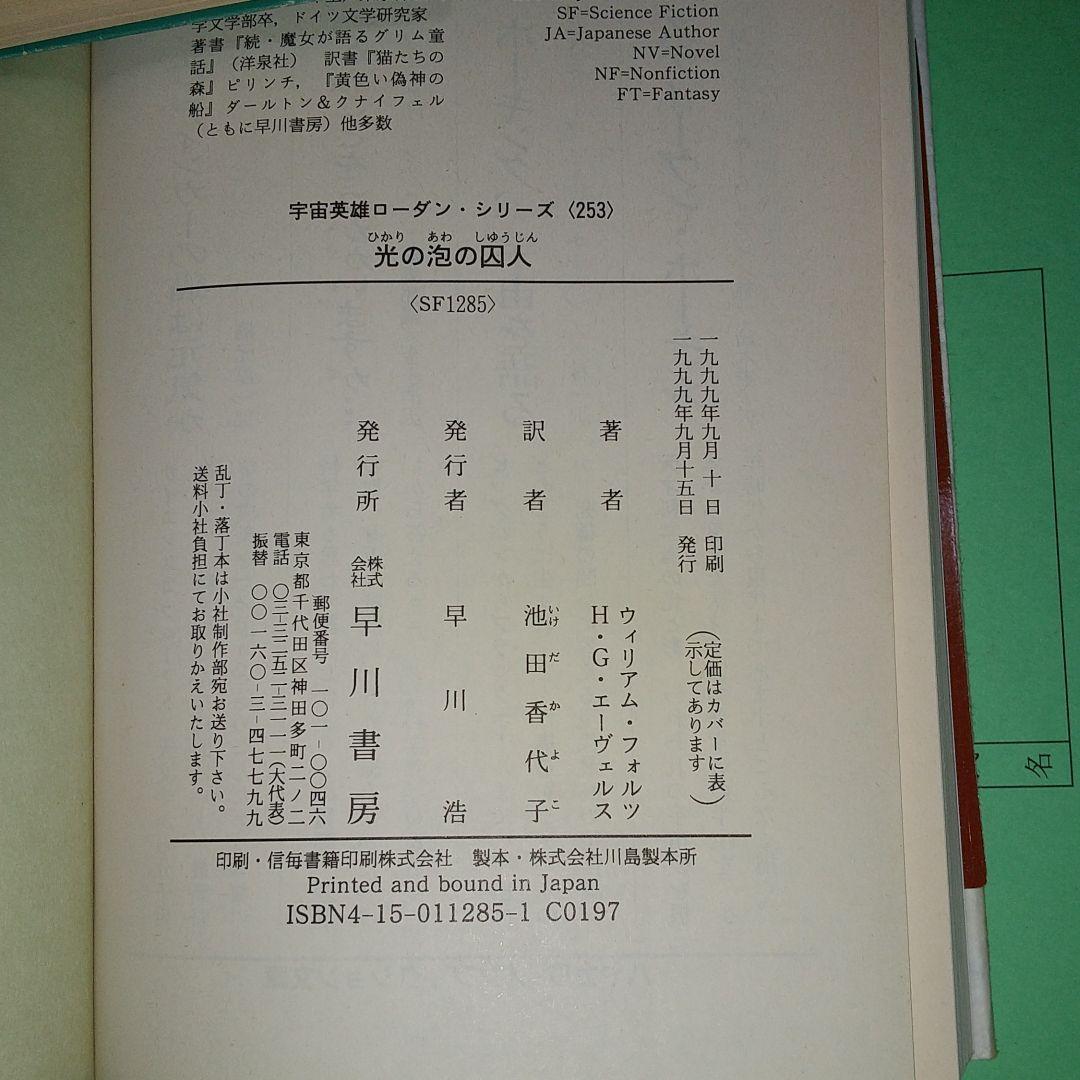 学文学部卒，ドイツ文学研究家
著書『続・魔女が語るグリム童
話』（洋泉社）　訳書『猫たちの
森』ピリンチ，『黄色い偽神の
船』ダールトン＆クナイフェル
（ともに早川書房）他多数
SF=Science Fiction
JA=Japanese Author
NV=Novel
NF=Nonfiction
FT=Fantasy
宇宙英雄ローダン・シリーズ〈253〉
ひかり　あわ　しゆうじん
光の泡の囚人
〈SF1285〉
一九九九年九月　十　日　印刷
一九九九年九月十五日　発行
（定価はカバーに表
示してあります）
著　者　ウィリアム・フォルツ
H・G・エーヴェルス
訳　者　池田香代子
いけ だ か よ こ
発行者　早川　浩
発行所　株式会社　早川書房
郵便番号　一〇一‐〇〇四六
東京都千代田区神田多町二ノ二
電話　〇三‐三二五二‐三一一一（大代表）
振替　〇〇一六〇‐三‐四七七九九
乱丁・落丁本は小社制作部宛お送り下さい。
送料小社負担にてお取りかえいたします。
印刷・信毎書籍印刷株式会社　製本・株式会社川島製本所
Printed and bound in Japan
ISBN4-15-011285-1 C0197
名